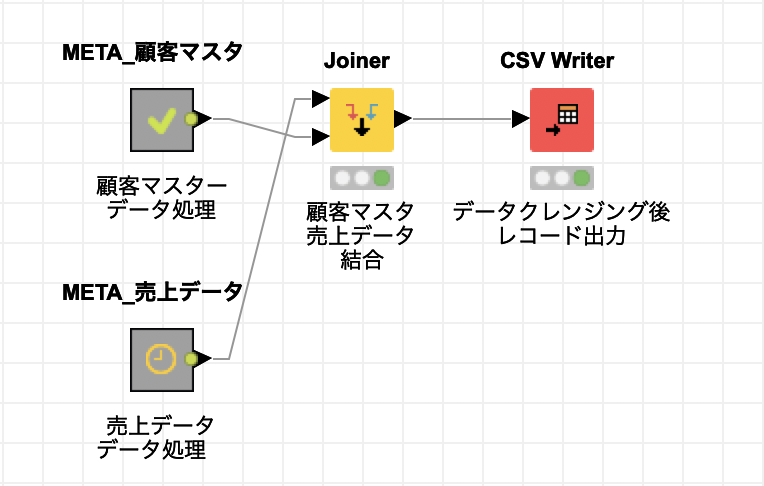 META_顧客マスタ
Joiner
CSV Writer
顧客マスター
データ処理
顧客マスタ
売上データ
結合
データクレンジング後
レコード出力
META_売上データ
売上データ
データ処理